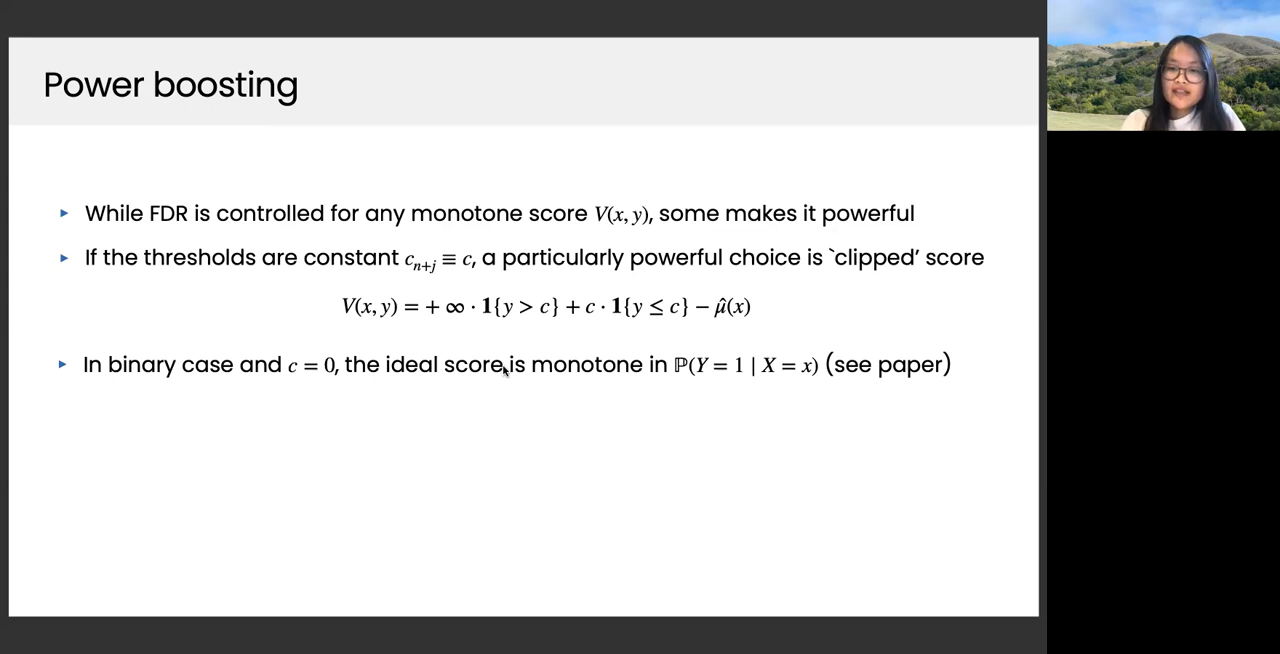 Power boosting
While FDR is controlled for any monotone score V(x, y), some makes it powerful
If the thresholds are constant cₙ₊ⱼ ≡ c, a particularly powerful choice is `clipped’ score
V(x, y) = + ∞ · 1{y > c} + c · 1{y ≤ c} − μ̂(x)
In binary case and c = 0, the ideal score is monotone in ℙ(Y = 1 | X = x) (see paper)